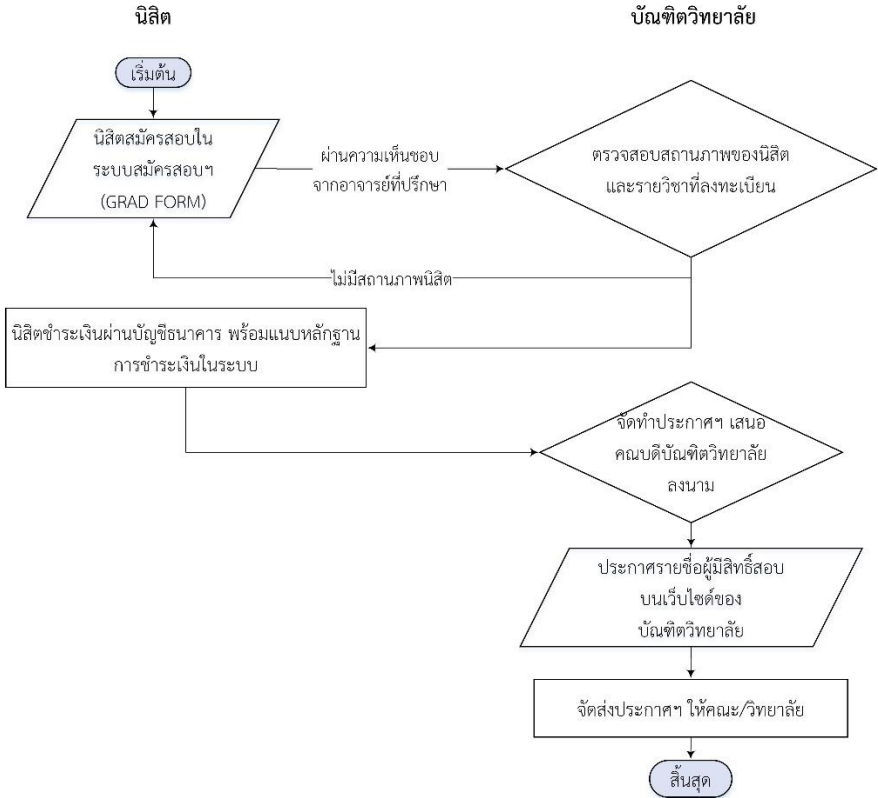 นิสิต
บัณฑิตวิทยาลัย
เริ่มต้น
นิสิตสมัครสอบใน
ระบบสมัครสอบฯ
(GRAD FORM)
ผ่านความเห็นชอบ
จากอาจารย์ที่ปรึกษา
ตรวจสอบสถานภาพของนิสิต
และรายวิชาที่ลงทะเบียน
ไม่มีสถานภาพนิสิต
นิสิตชำระเงินผ่านบัญชีธนาคาร พร้อมแนบหลักฐาน
การชำระเงินในระบบ
จัดทำประกาศฯ เสนอ
คณบดีบัณฑิตวิทยาลัย
ลงนาม
ประกาศรายชื่อผู้มีสิทธิ์สอบ
บนเว็บไซต์ของ
บัณฑิตวิทยาลัย
จัดส่งประกาศฯ ให้คณะ/วิทยาลัย
สิ้นสุด